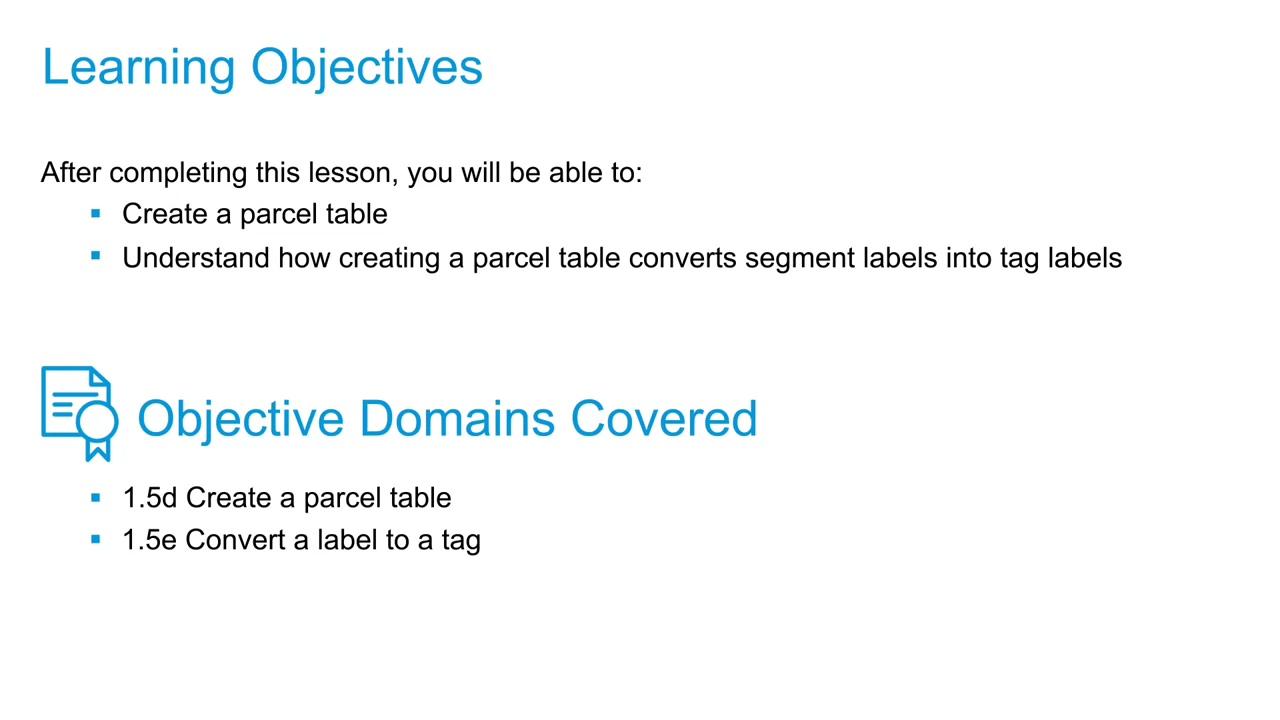 Learning Objectives
After completing this lesson, you will be able to:
▪ Create a parcel table
▪ Understand how creating a parcel table converts segment labels into tag labels
Objective Domains Covered
▪ 1.5d Create a parcel table
▪ 1.5e Convert a label to a tag